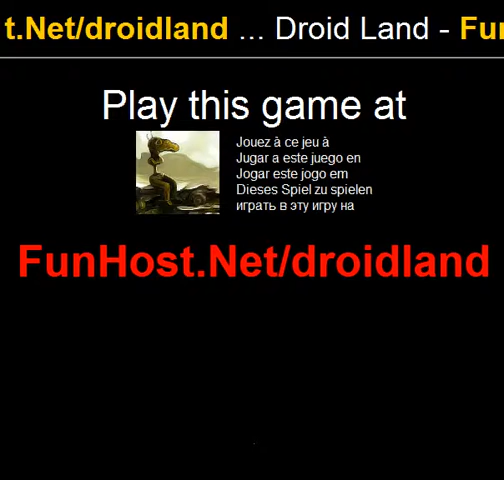 t.Net/droidland ... Droid Land - Fun
Play this game at
Jouez à ce jeu à
Jugar a este juego en
Jogar este jogo em
Dieses Spiel zu spielen
играть в эту игру на
FunHost.Net/droidland